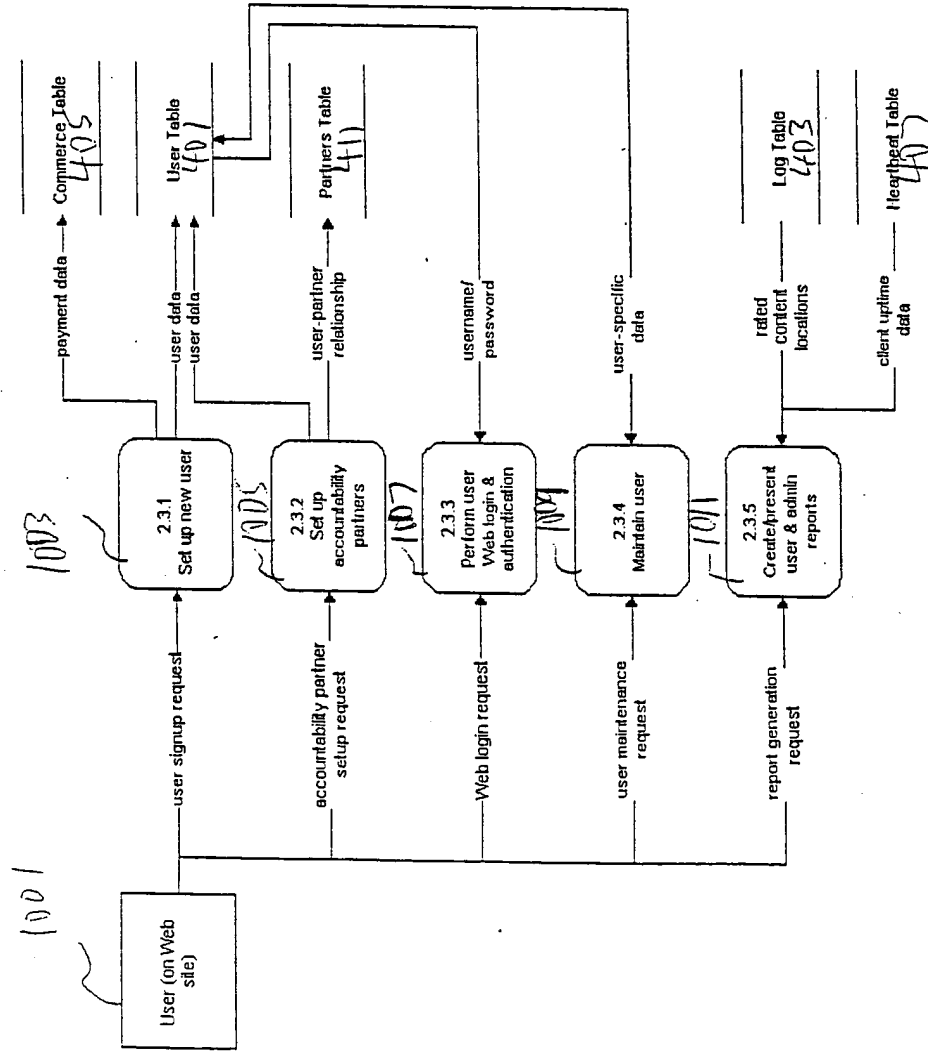 1001
User (on Web
site)
user signup request
accountability partner
setup request
Web login request
user maintenance
request
report generation
request
1003
2.3.1
Set up new user
1005
2.3.2
Set up
accountability
partners
1007
2.3.3
Perform user
Web login &
authentication
1009
2.3.4
Maintain user
1011
2.3.5
Create/present
user & admin
reports
payment data
user data
user data
user-partner
relationship
username/
password
user-specific
data
rated
content
locations
client uptime
data
Commerce Table
405
User Table
401
Partners Table
411
Log Table
403
Heartbeat Table
407